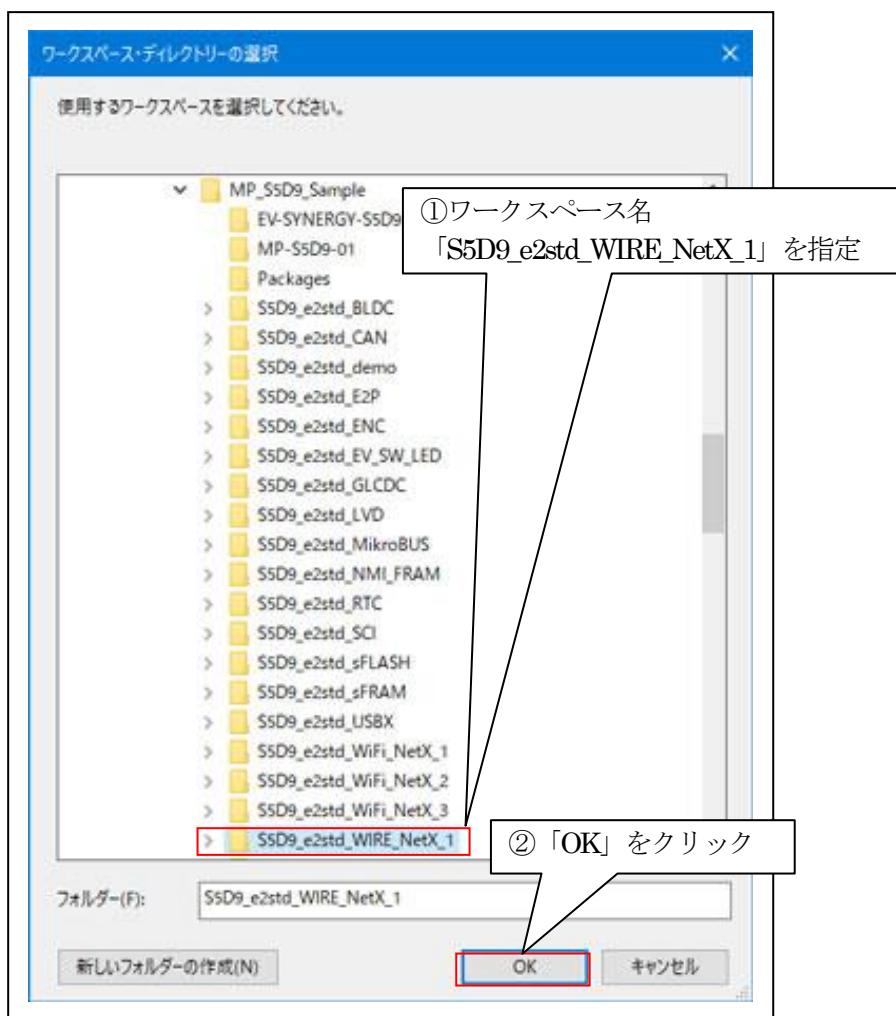 ワークスペース・ディレクトリーの選択
使用するワークスペースを選択してください。
MP_S5D9_Sample
EV-SYNERGY-S5D9
MP-S5D9-01
Packages
S5D9_e2std_BLDC
S5D9_e2std_CAN
S5D9_e2std_demo
S5D9_e2std_E2P
S5D9_e2std_ENC
S5D9_e2std_EV_SW_LED
S5D9_e2std_GLCDC
S5D9_e2std_LVD
S5D9_e2std_MikroBUS
S5D9_e2std_NMI_FRAM
S5D9_e2std_RTC
S5D9_e2std_SCI
S5D9_e2std_sFLASH
S5D9_e2std_sFRAM
S5D9_e2std_USBX
S5D9_e2std_WiFi_NetX_1
S5D9_e2std_WiFi_NetX_2
S5D9_e2std_WiFi_NetX_3
S5D9_e2std_WIRE_NetX_1
①ワークスペース名
「S5D9_e2std_WIRE_NetX_1」を指定
②「OK」をクリック
フォルダー(F):
S5D9_e2std_WIRE_NetX_1
新しいフォルダーの作成(N)
OK
キャンセル